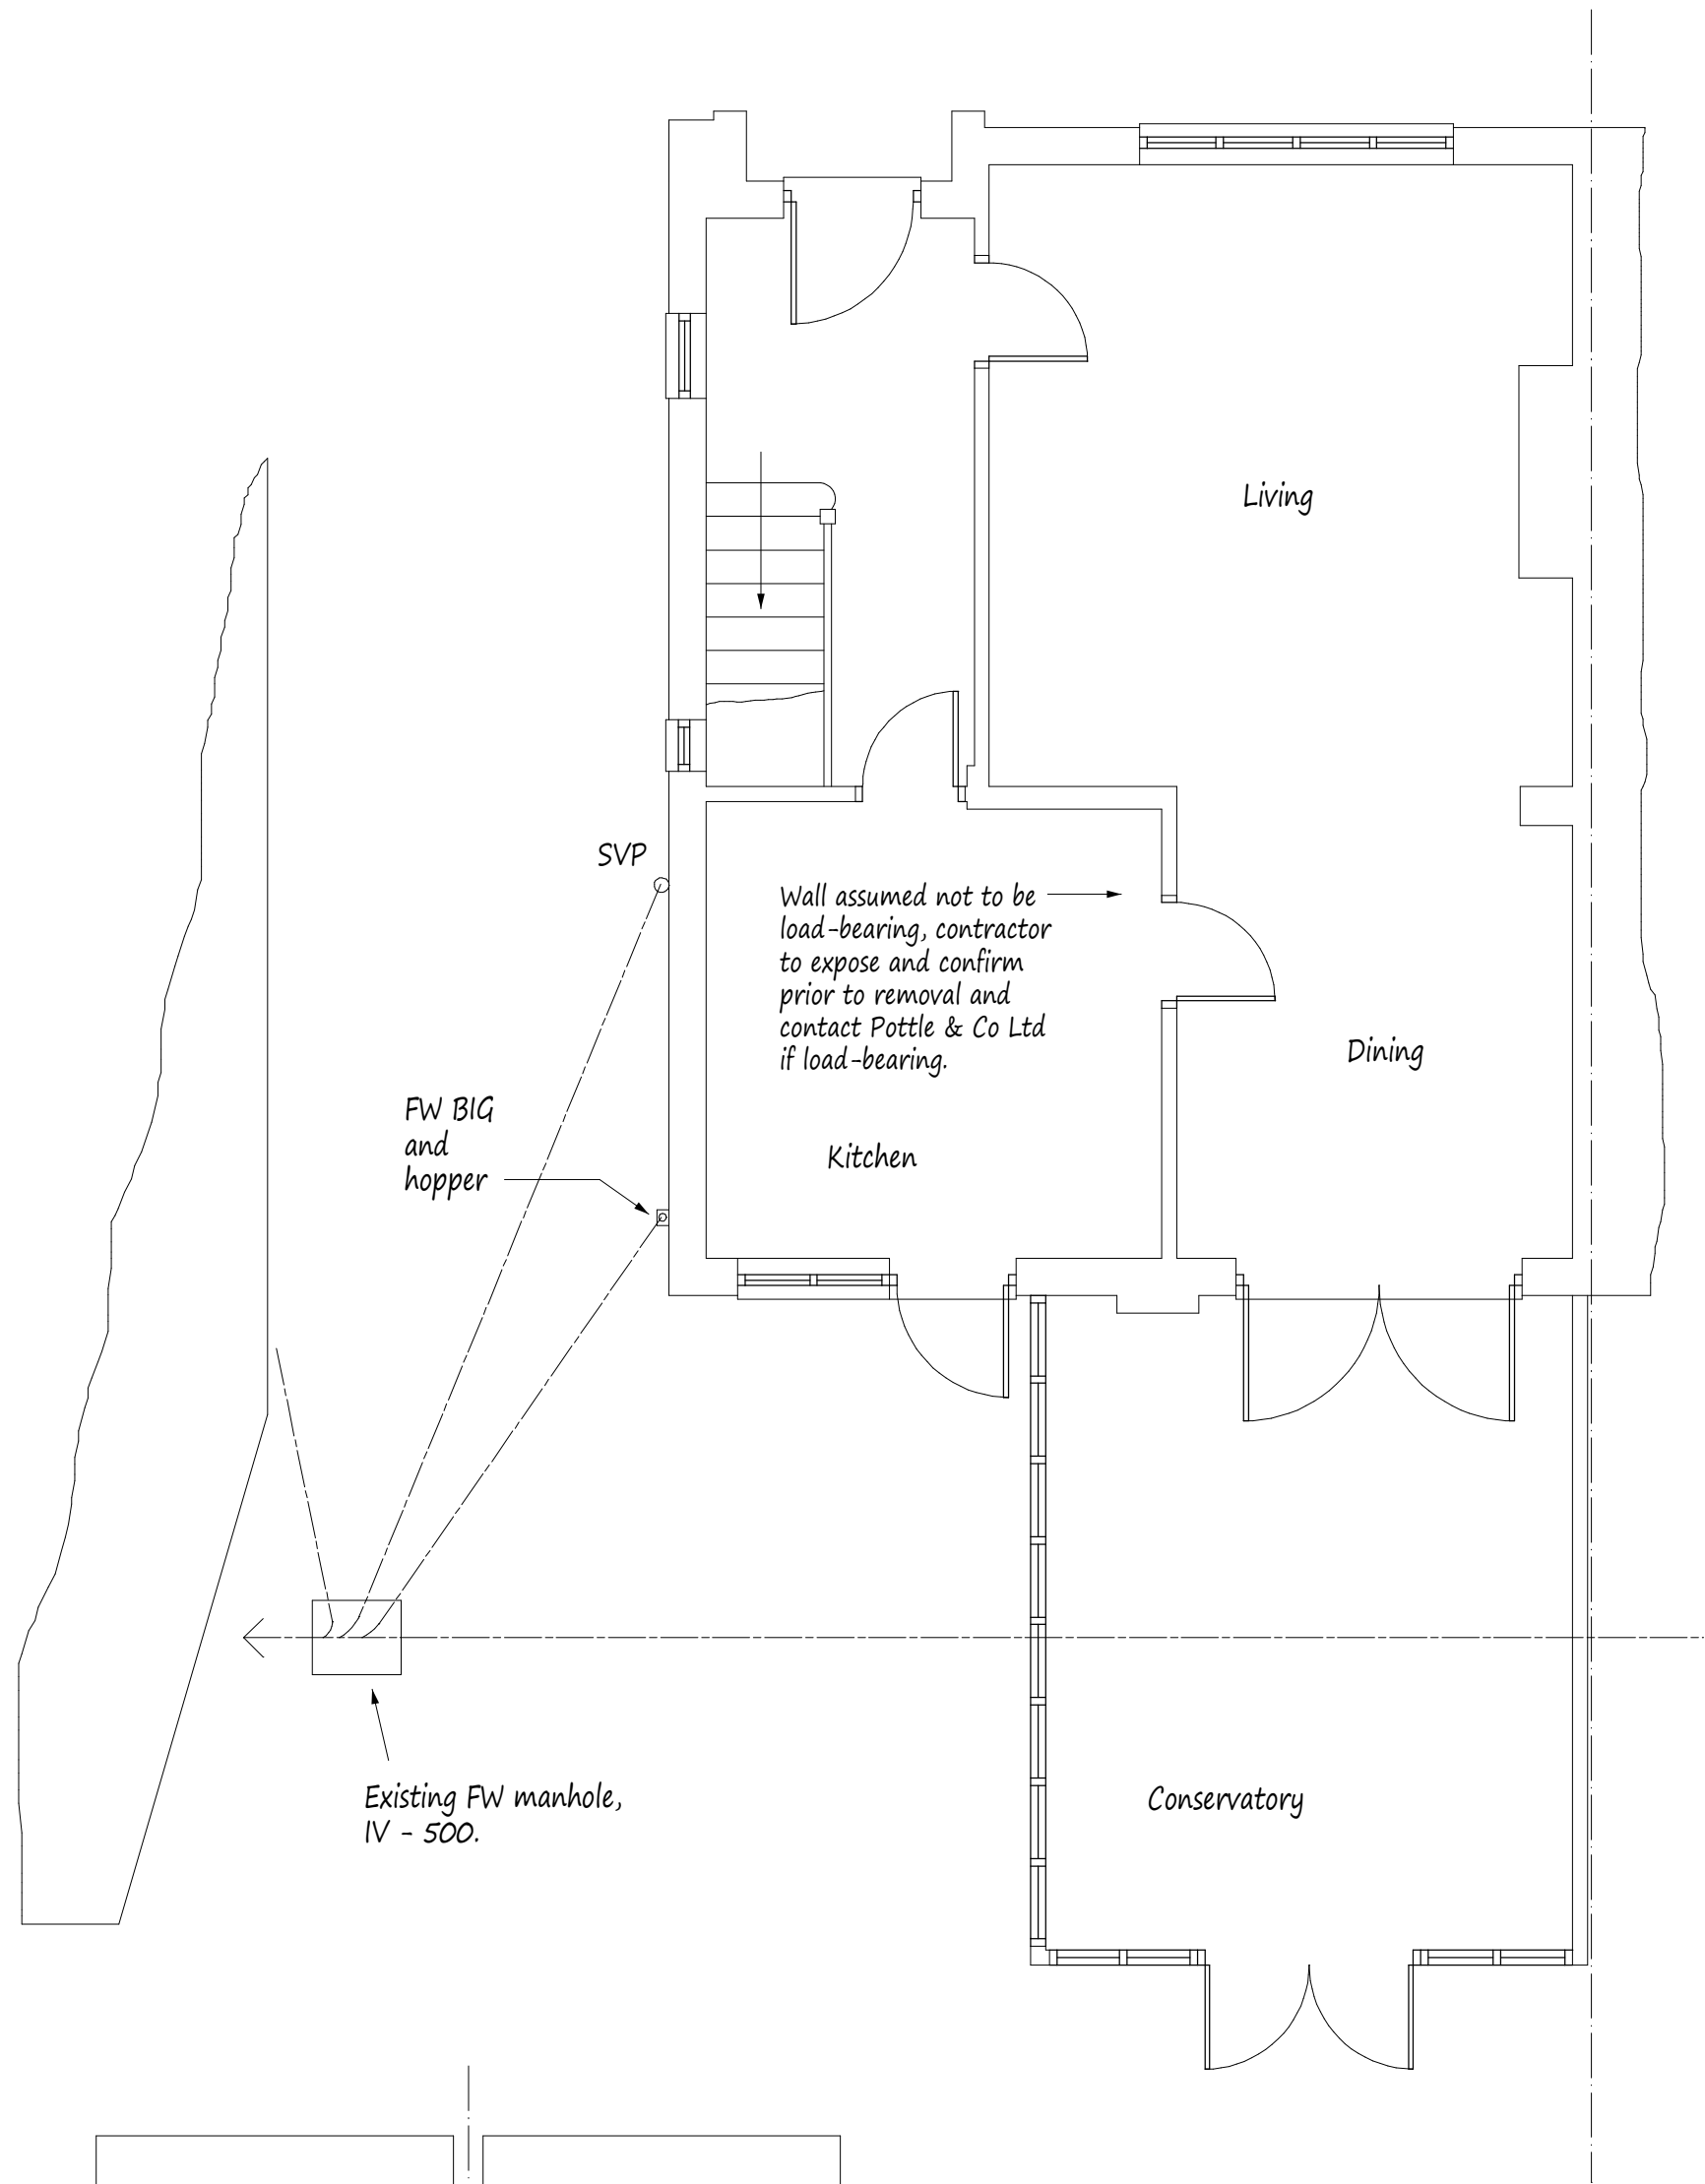 Living
SVP
Wall assumed not to be
load-bearing, contractor
to expose and confirm
prior to removal and
contact Pottle & Co Ltd
if load-bearing.
Dining
FW BIG
and
hopper
Kitchen
Existing FW manhole,
IV - 500.
Conservatory